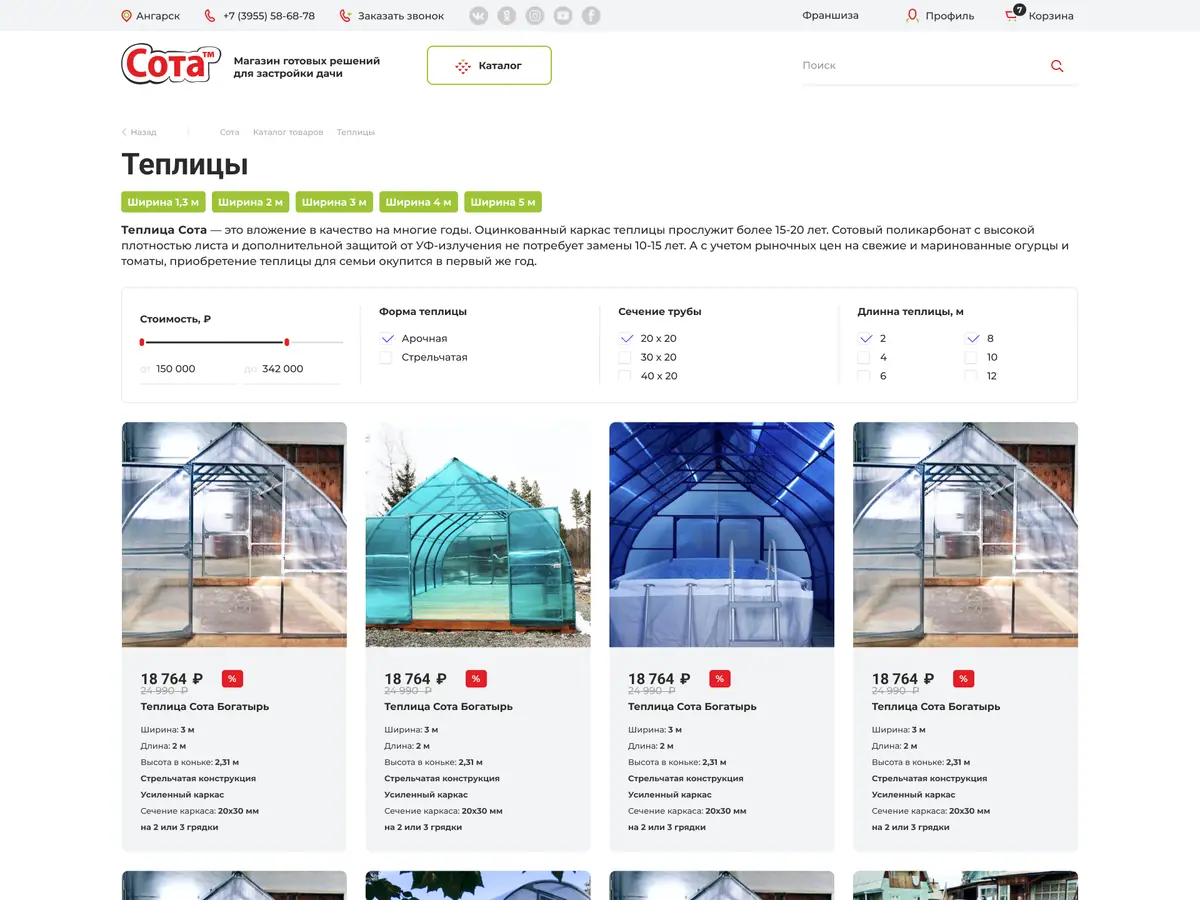 Ангарск
+7 (3955) 58-68-78
Заказать звонок
Франшиза
Профиль
7
Корзина
Сота™
Магазин готовых решений
для застройки дачи
Каталог
Поиск
Назад
Сота
Каталог товаров
Теплицы
Теплицы
Ширина 1,3 м
Ширина 2 м
Ширина 3 м
Ширина 4 м
Ширина 5 м
Теплица Сота — это вложение в качество на многие годы. Оцинкованный каркас теплицы прослужит более 15-20 лет. Сотовый поликарбонат с высокой
плотностью листа и дополнительной защитой от УФ-излучения не потребует замены 10-15 лет. А с учетом рыночных цен на свежие и маринованные огурцы и
томаты, приобретение теплицы для семьи окупится в первый же год.
Стоимость, ₽
от 150 000
до 342 000
Форма теплицы
Арочная
Стрельчатая
Сечение трубы
20 х 20
30 х 20
40 х 20
Длинна теплицы, м
2
4
6
8
10
12
18 764 ₽
%
24 990 ₽
Теплица Сота Богатырь
Ширина: 3 м
Длина: 2 м
Высота в коньке: 2,31 м
Стрельчатая конструкция
Усиленный каркас
Сечение каркаса: 20х30 мм
на 2 или 3 грядки
18 764 ₽
%
24 990 ₽
Теплица Сота Богатырь
Ширина: 3 м
Длина: 2 м
Высота в коньке: 2,31 м
Стрельчатая конструкция
Усиленный каркас
Сечение каркаса: 20х30 мм
на 2 или 3 грядки
18 764 ₽
%
24 990 ₽
Теплица Сота Богатырь
Ширина: 3 м
Длина: 2 м
Высота в коньке: 2,31 м
Стрельчатая конструкция
Усиленный каркас
Сечение каркаса: 20х30 мм
на 2 или 3 грядки
18 764 ₽
%
24 990 ₽
Теплица Сота Богатырь
Ширина: 3 м
Длина: 2 м
Высота в коньке: 2,31 м
Стрельчатая конструкция
Усиленный каркас
Сечение каркаса: 20х30 мм
на 2 или 3 грядки